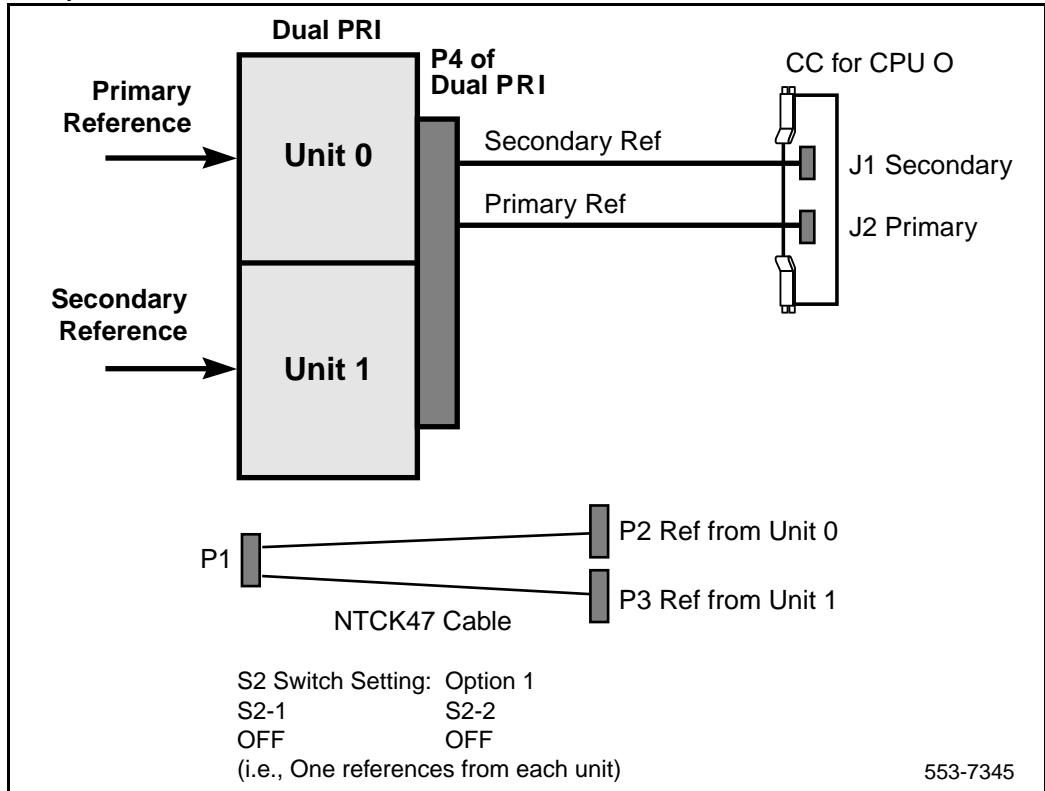 Dual PRI
P4 of
Dual PRI
CC for CPU O
Primary
Reference
Unit 0
Secondary Ref
J1 Secondary
Primary Ref
J2 Primary
Secondary
Reference
Unit 1
P1
P2 Ref from Unit 0
P3 Ref from Unit 1
NTCK47 Cable
S2 Switch Setting: Option 1
S2-1 S2-2
OFF OFF
(i.e., One references from each unit)
553-7345